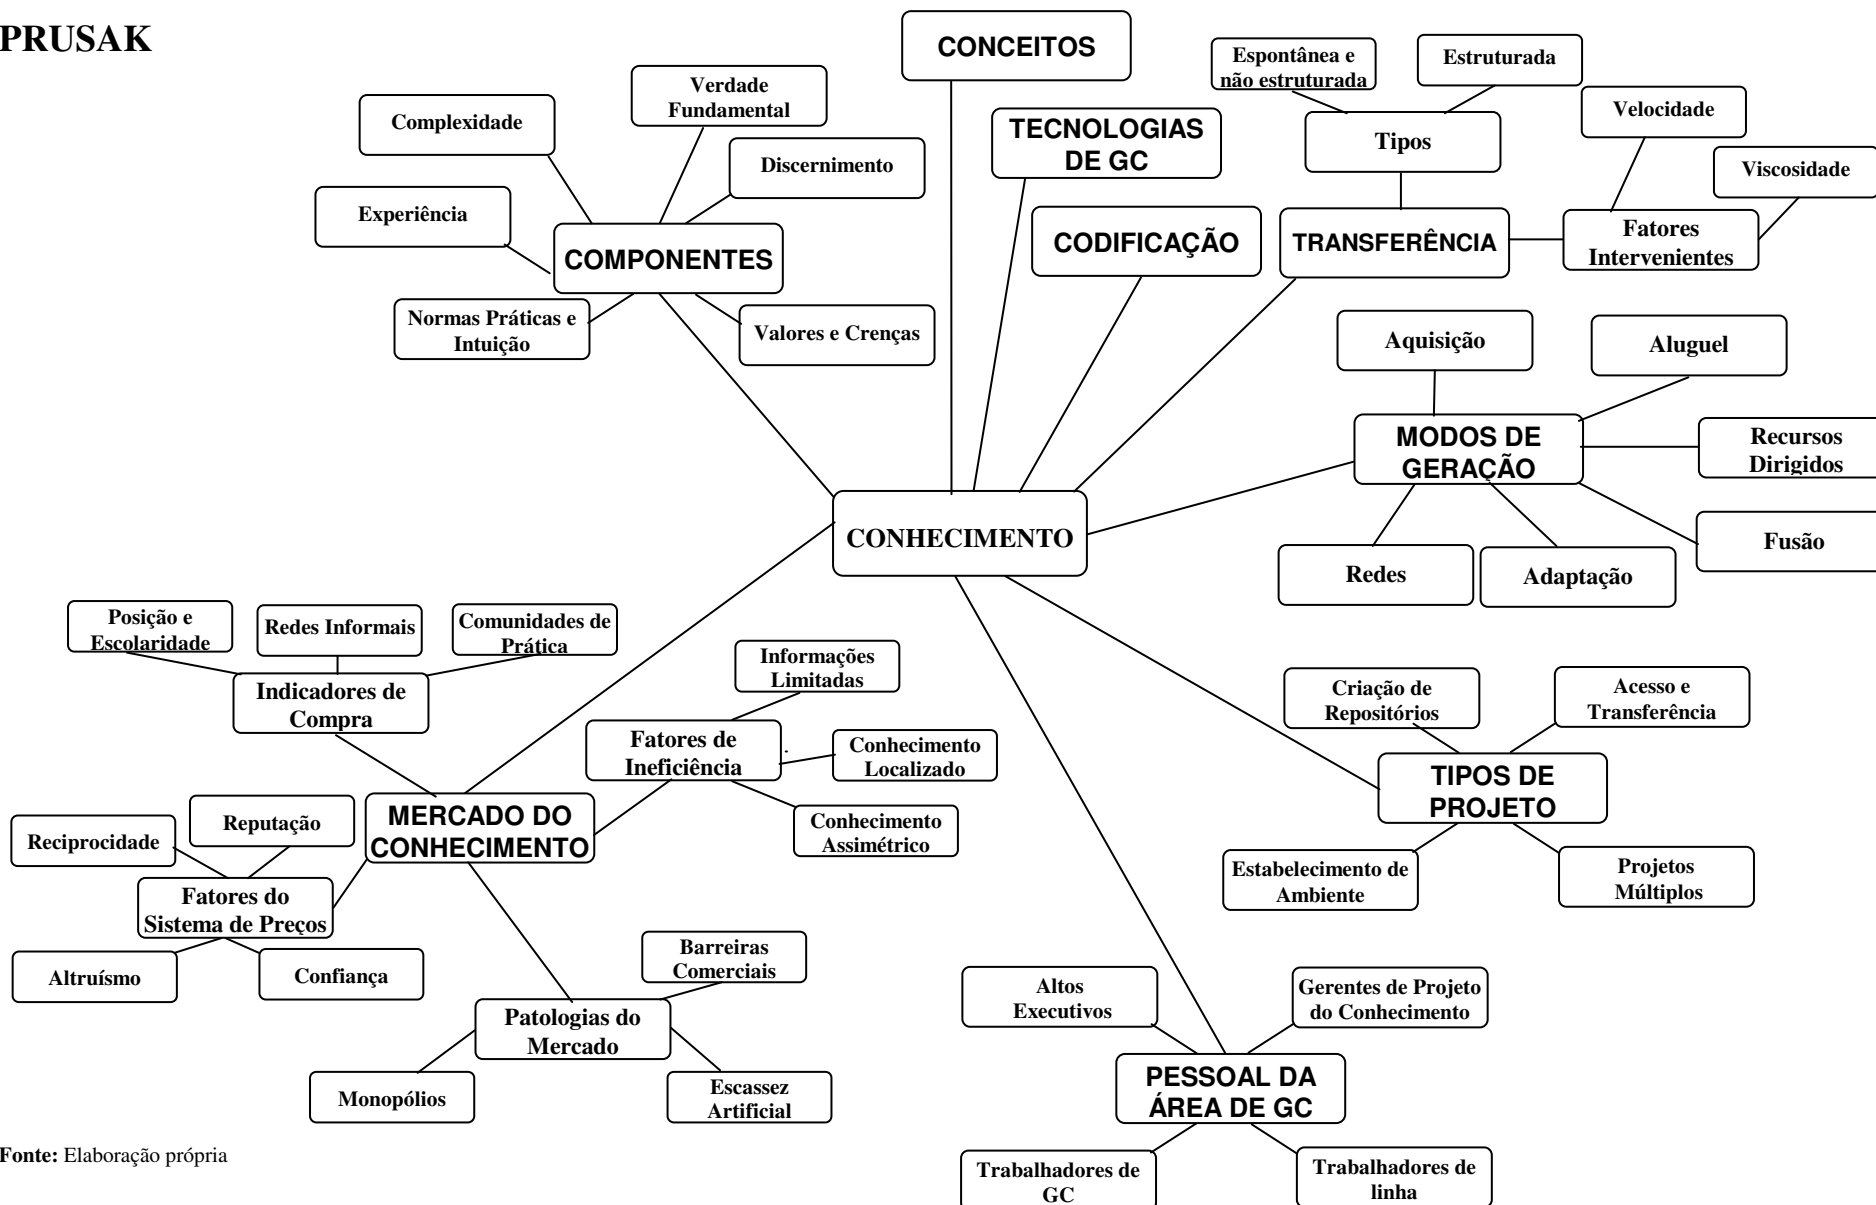 PRUSAK
CONCEITOS
Espontânea e
não estruturada
Estruturada
Verdade
Fundamental
Complexidade
TECNOLOGIAS
DE GC
Tipos
Velocidade
Discernimento
Viscosidade
Experiência
COMPONENTES
CODIFICAÇÃO
TRANSFERÊNCIA
Fatores
Intervenientes
Normas Práticas e
Intuição
Valores e Crenças
Aquisição
Aluguel
MODOS DE
GERAÇÃO
Recursos
Dirigidos
CONHECIMENTO
Fusão
Redes
Adaptação
Posição e
Escolaridade
Redes Informais
Comunidades de
Prática
Informações
Limitadas
Indicadores de
Compra
Criação de
Repositórios
Acesso e
Transferência
Fatores de
Ineficiência
Conhecimento
Localizado
TIPOS DE
PROJETO
Reciprocidade
Reputação
MERCADO DO
CONHECIMENTO
Conhecimento
Assimétrico
Fatores do
Sistema de Preços
Estabelecimento de
Ambiente
Projetos
Múltiplos
Altruísmo
Confiança
Barreiras
Comerciais
Altos
Executivos
Gerentes de Projeto
do Conhecimento
Patologias do
Mercado
PESSOAL DA
ÁREA DE GC
Monopólios
Escassez
Artificial
Fonte: Elaboração própria
Trabalhadores de
GC
Trabalhadores de
linha